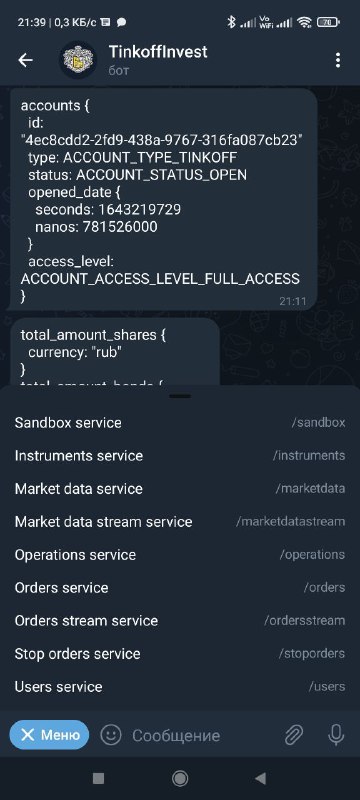 21:39 | 0,3 КБ/с
Vo WiFi 70
TinkoffInvest
бот
accounts {
id:
"4ec8cdd2-2fd9-438a-9767-316fa087cb23"
type: ACCOUNT_TYPE_TINKOFF
status: ACCOUNT_STATUS_OPEN
opened_date {
seconds: 1643219729
nanos: 781526000
}
access_level:
ACCOUNT_ACCESS_LEVEL_FULL_ACCESS
}
21:11
total_amount_shares {
currency: "rub"
}
total_amount_bonds {
Sandbox service /sandbox
Instruments service /instruments
Market data service /marketdata
Market data stream service /marketdatastream
Operations service /operations
Orders service /orders
Orders stream service /ordersstream
Stop orders service /stoporders
Users service /users
Меню Сообщение